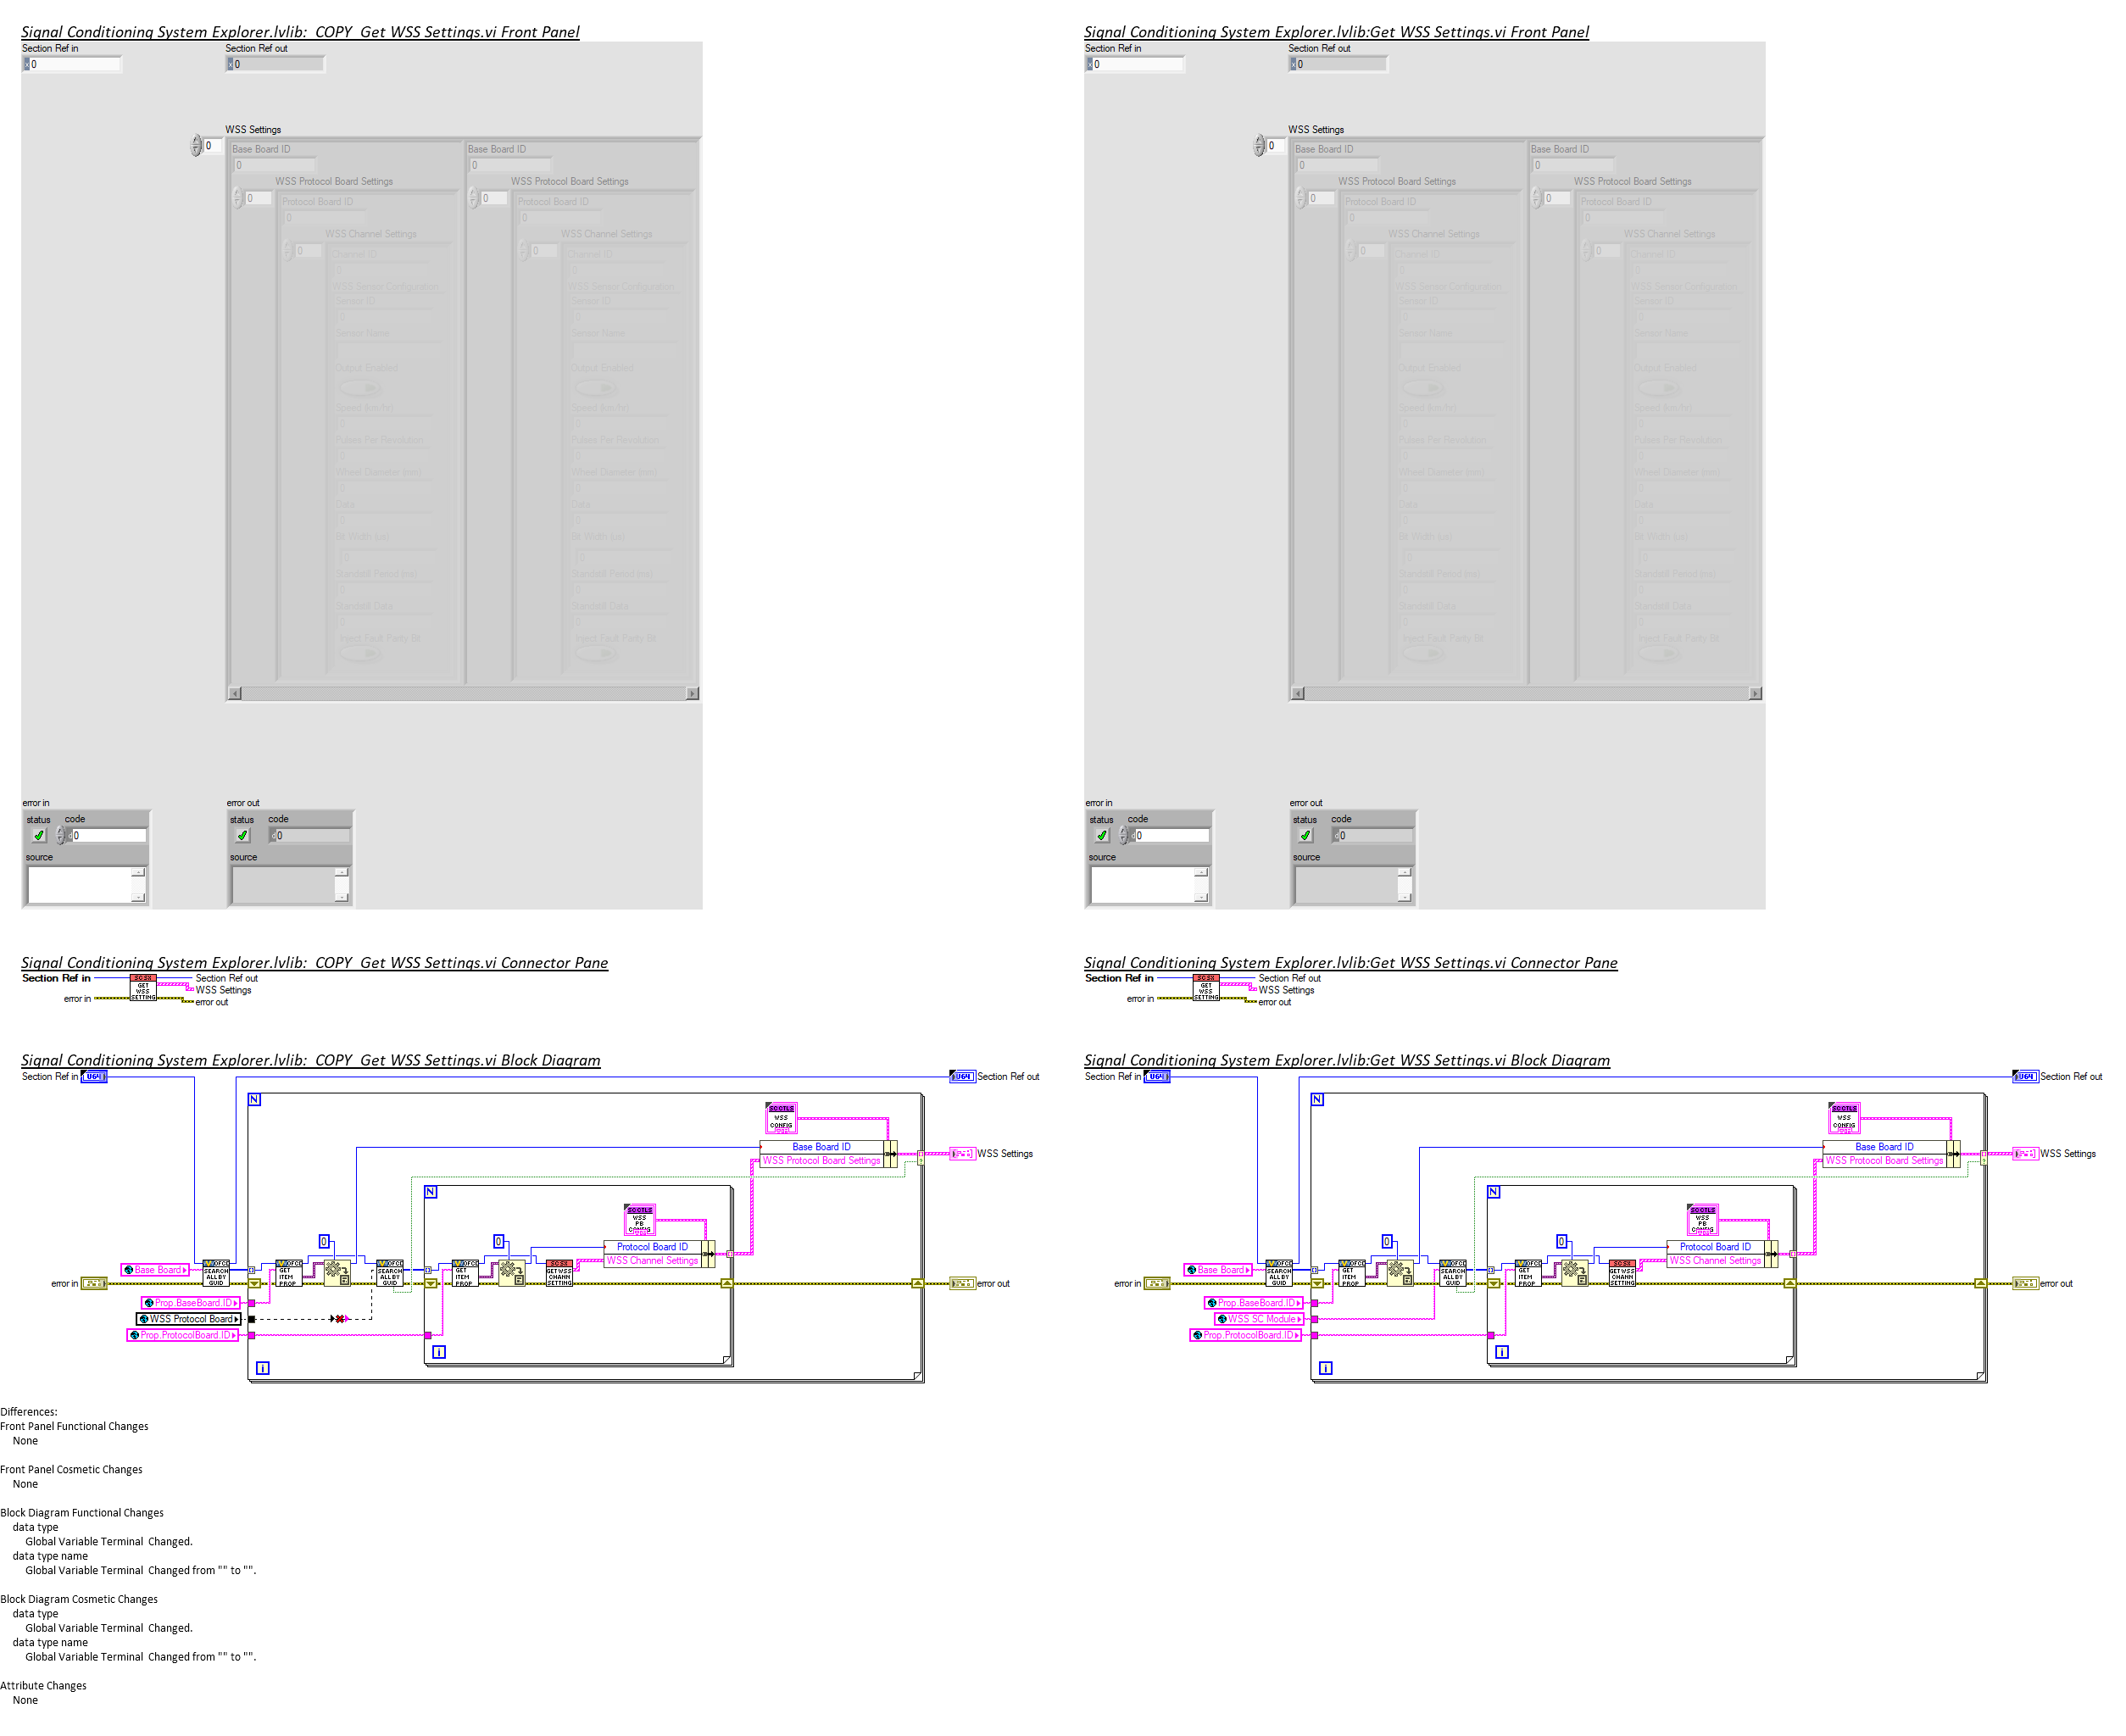 Signal Conditioning System Explorer.lvlib:  COPY  Get WSS Settings.vi Front Panel
Section Ref in
Section Ref out
x 0
x 0
WSS Settings
0
Base Board ID
0
WSS Protocol Board Settings
0
Protocol Board ID
0
WSS Channel Settings
0
Channel ID
0
WSS Sensor Configuration
Sensor ID
0
Sensor Name
Output Enabled
Speed (km/hr)
0
Pulses Per Revolution
0
Wheel Diameter (mm)
0
Data
0
Bit Width (us)
0
Standstill Period (ms)
0
Standstill Data
0
Inject Fault Parity Bit
Base Board ID
0
WSS Protocol Board Settings
0
Protocol Board ID
0
WSS Channel Settings
0
Channel ID
0
WSS Sensor Configuration
Sensor ID
0
Sensor Name
Output Enabled
Speed (km/hr)
0
Pulses Per Revolution
0
Wheel Diameter (mm)
0
Data
0
Bit Width (us)
0
Standstill Period (ms)
0
Standstill Data
0
Inject Fault Parity Bit
error in
status
code
d 0
source
error out
status
code
d 0
source
Signal Conditioning System Explorer.lvlib:Get WSS Settings.vi Front Panel
Section Ref in
Section Ref out
x 0
x 0
WSS Settings
0
Base Board ID
0
WSS Protocol Board Settings
0
Protocol Board ID
0
WSS Channel Settings
0
Channel ID
0
WSS Sensor Configuration
Sensor ID
0
Sensor Name
Output Enabled
Speed (km/hr)
0
Pulses Per Revolution
0
Wheel Diameter (mm)
0
Data
0
Bit Width (us)
0
Standstill Period (ms)
0
Standstill Data
0
Inject Fault Parity Bit
Base Board ID
0
WSS Protocol Board Settings
0
Protocol Board ID
0
WSS Channel Settings
0
Channel ID
0
WSS Sensor Configuration
Sensor ID
0
Sensor Name
Output Enabled
Speed (km/hr)
0
Pulses Per Revolution
0
Wheel Diameter (mm)
0
Data
0
Bit Width (us)
0
Standstill Period (ms)
0
Standstill Data
0
Inject Fault Parity Bit
error in
status
code
d 0
source
error out
status
code
d 0
source
Signal Conditioning System Explorer.lvlib:  COPY  Get WSS Settings.vi Connector Pane
Section Ref in
error in
SCSX
GET
WSS
SETTING
Section Ref out
WSS Settings
error out
Signal Conditioning System Explorer.lvlib:Get WSS Settings.vi Connector Pane
Section Ref in
error in
SCSX
GET
WSS
SETTING
Section Ref out
WSS Settings
error out
Signal Conditioning System Explorer.lvlib:  COPY  Get WSS Settings.vi Block Diagram
Section Ref in
U64
U64
Section Ref out
N
SCCTLS
WSS
CONFIG
Base Board ID
WSS Protocol Board Settings
WSS Settings
N
SCCTLS
WSS
PB
CONFIG
0
0
Protocol Board ID
WSS Channel Settings
Base Board
SEARCH
ALL BY
GUID
GET
ITEM
PROP
SEARCH
ALL BY
GUID
GET
ITEM
PROP
SCSX
GET WSS
CHANN
SETTING
error in
error out
Prop.BaseBoard.ID
WSS Protocol Board
Prop.ProtocolBoard.ID
i
i
Signal Conditioning System Explorer.lvlib:Get WSS Settings.vi Block Diagram
Section Ref in
U64
U64
Section Ref out
N
SCCTLS
WSS
CONFIG
Base Board ID
WSS Protocol Board Settings
WSS Settings
N
SCCTLS
WSS
PB
CONFIG
0
0
Protocol Board ID
WSS Channel Settings
Base Board
SEARCH
ALL BY
GUID
GET
ITEM
PROP
SEARCH
ALL BY
GUID
GET
ITEM
PROP
SCSX
GET WSS
CHANN
SETTING
error in
error out
Prop.BaseBoard.ID
WSS SC Module
Prop.ProtocolBoard.ID
i
i
Differences:
Front Panel Functional Changes
None
Front Panel Cosmetic Changes
None
Block Diagram Functional Changes
data type
Global Variable Terminal  Changed.
data type name
Global Variable Terminal  Changed from "" to "".
Block Diagram Cosmetic Changes
data type
Global Variable Terminal  Changed.
data type name
Global Variable Terminal  Changed from "" to "".
Attribute Changes
None